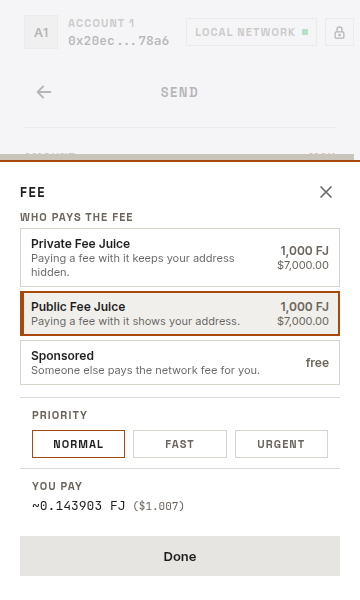 A1
ACCOUNT 1
0x20ec...78a6
LOCAL NETWORK
SEND
FEE
WHO PAYS THE FEE
Private Fee Juice
Paying a fee with it keeps your address
hidden.
1,000 FJ
$7,000.00
Public Fee Juice
Paying a fee with it shows your address.
1,000 FJ
$7,000.00
Sponsored
Someone else pays the network fee for you.
free
PRIORITY
NORMAL
FAST
URGENT
YOU PAY
~0.143903 FJ ($1.007)
Done